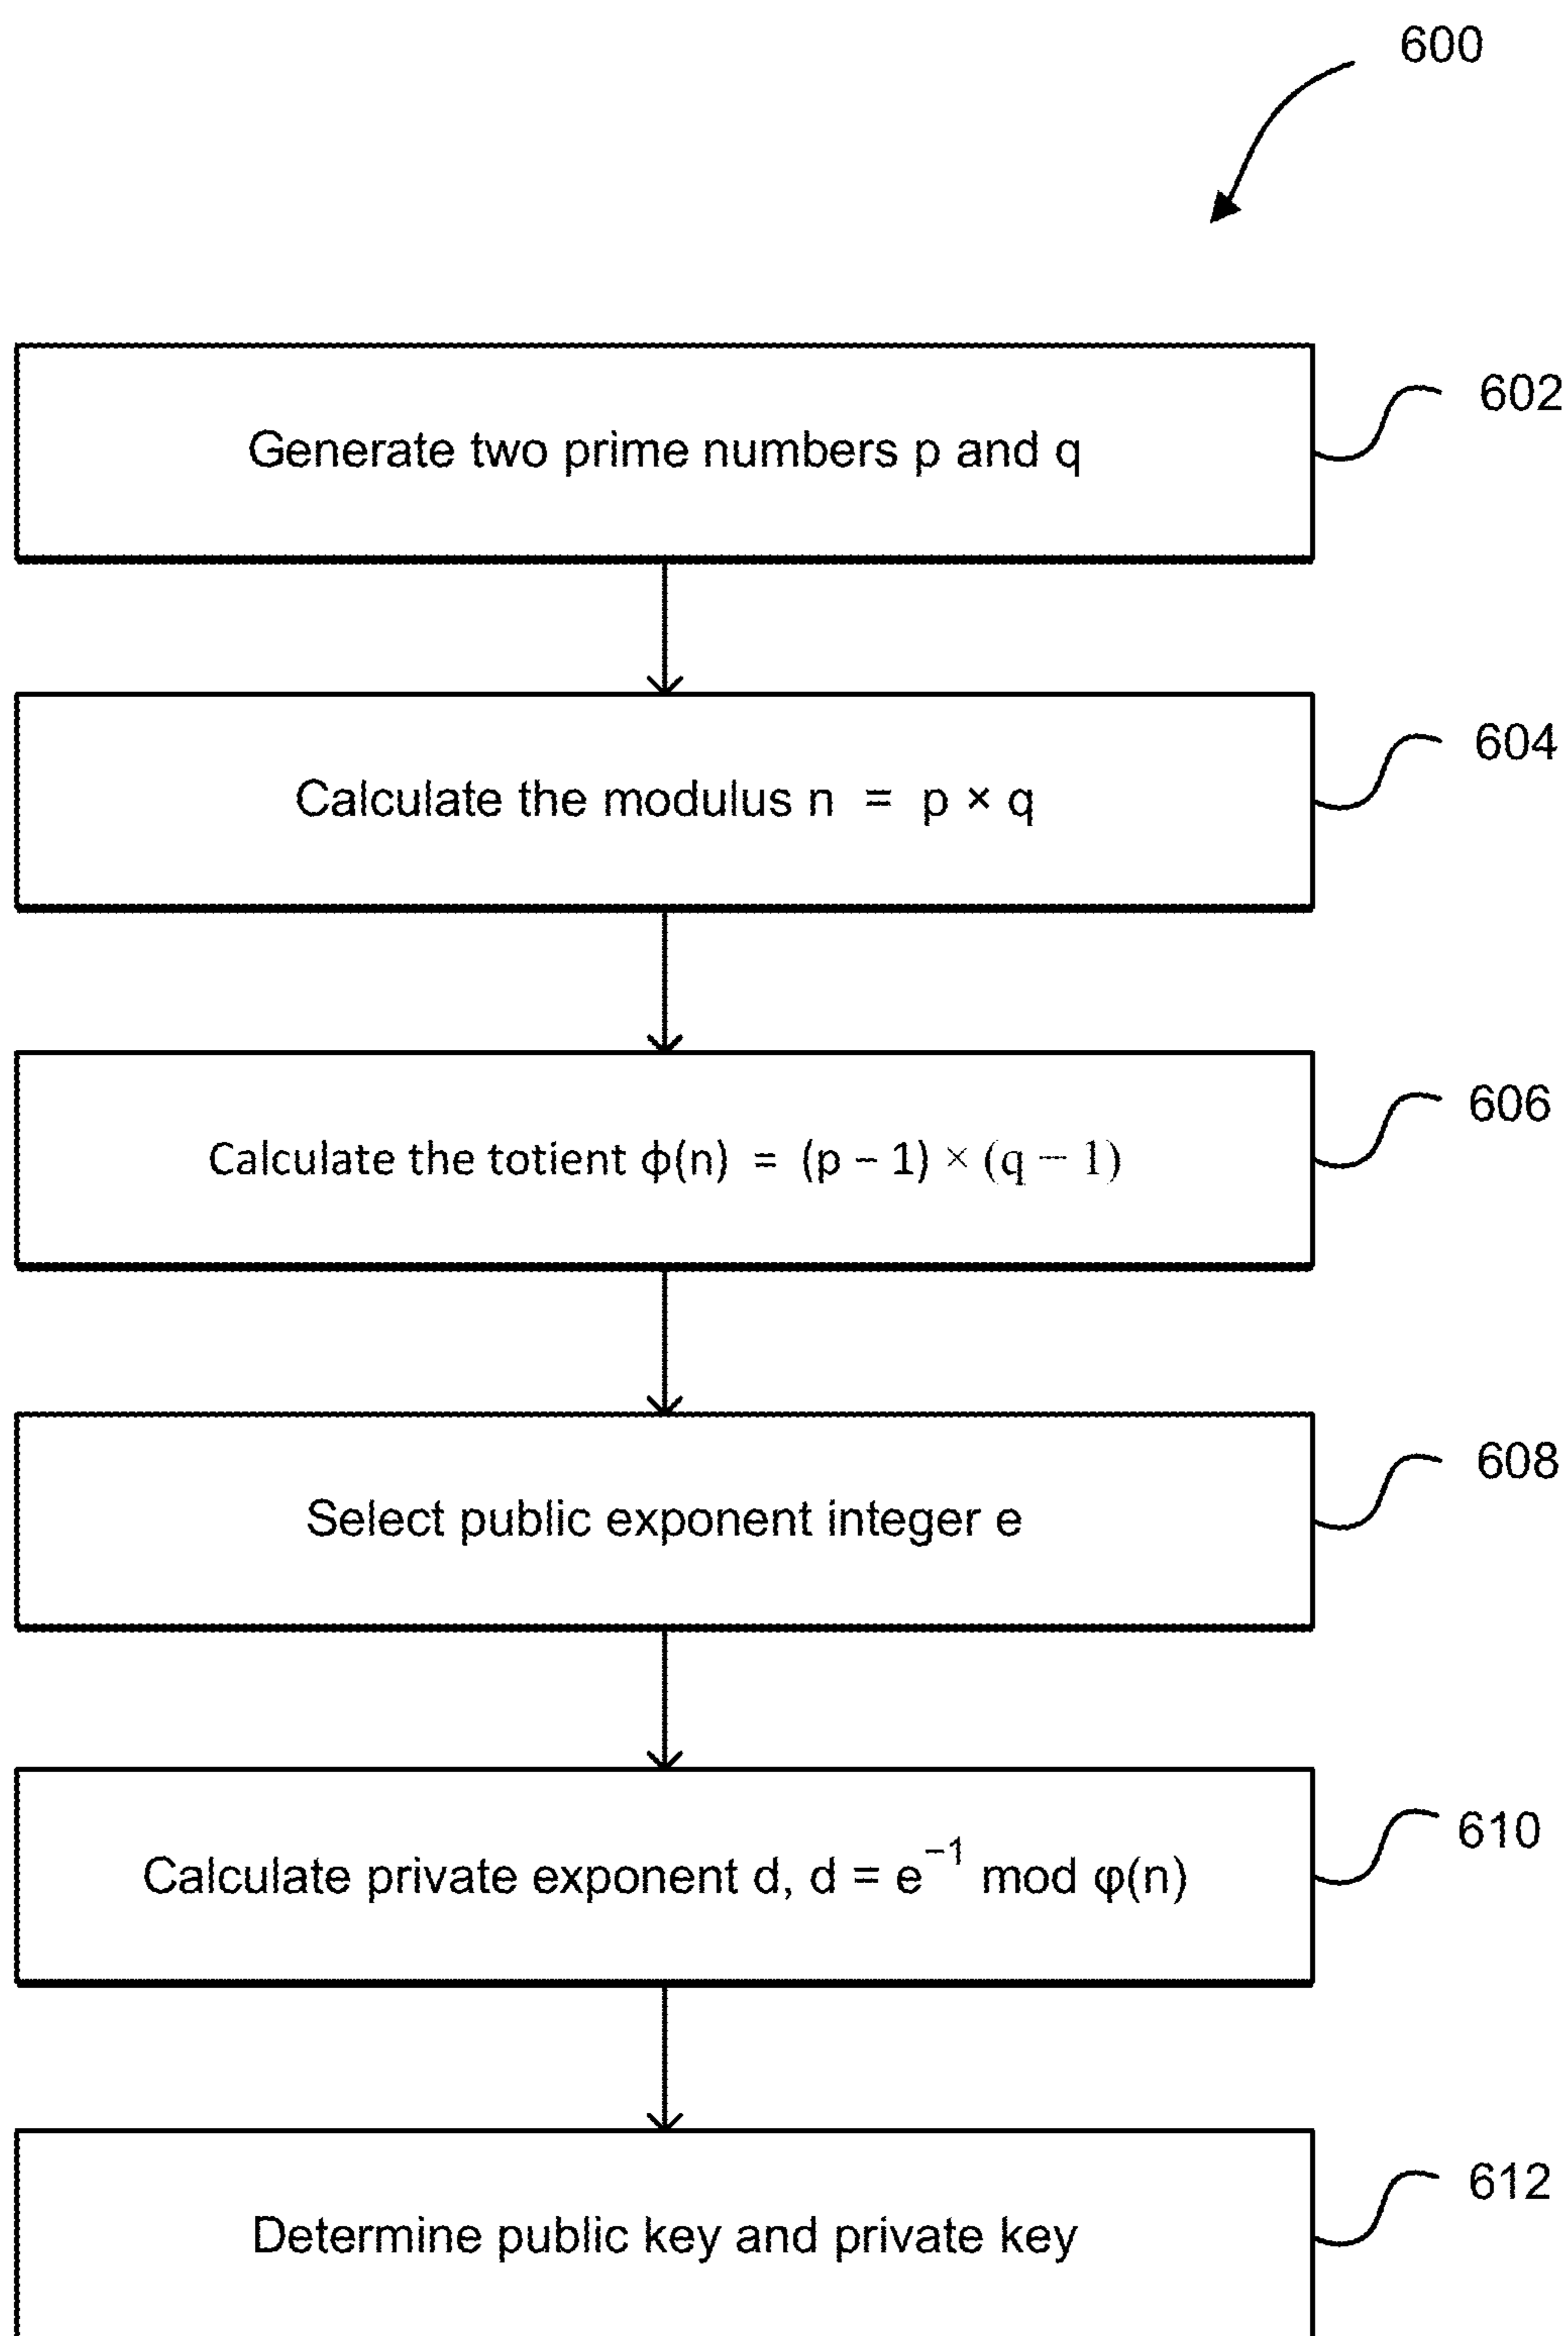 600
Generate two prime numbers p and q
602
Calculate the modulus n = p × q
604
Calculate the totient ϕ(n) = (p − 1) × (q − 1)
606
Select public exponent integer e
608
Calculate private exponent d, d = e⁻¹ mod φ(n)
610
Determine public key and private key
612